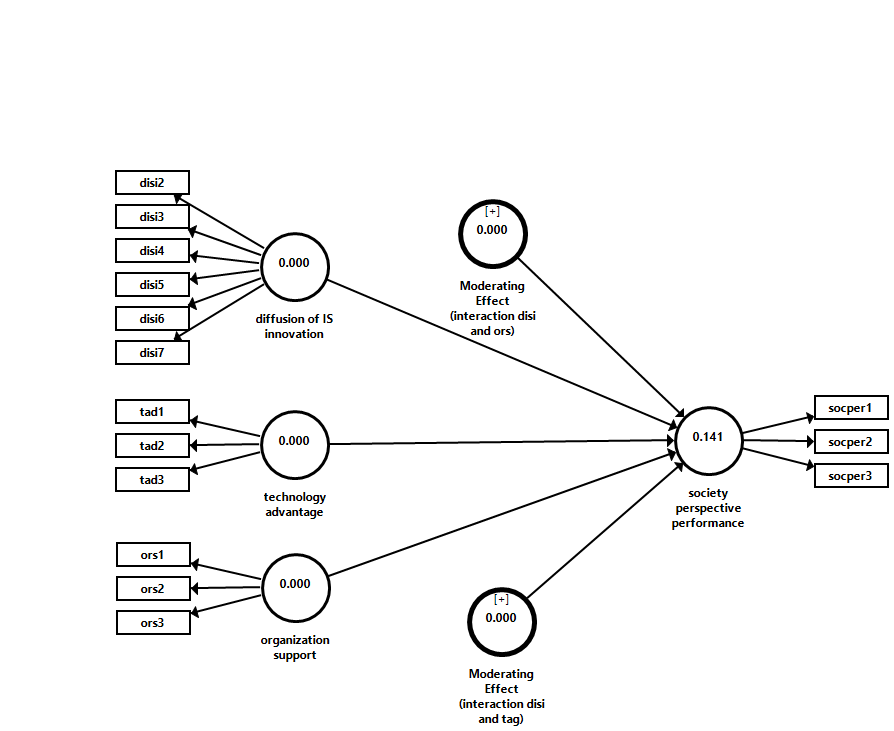 disi2
disi3
disi4
disi5
disi6
disi7
0.000
diffusion of IS
innovation
[+]
0.000
Moderating
Effect
(interaction disi
and ors)
tad1
tad2
tad3
0.000
technology
advantage
0.141
society
perspective
performance
socper1
socper2
socper3
ors1
ors2
ors3
0.000
organization
support
[+]
0.000
Moderating
Effect
(interaction disi
and tag)